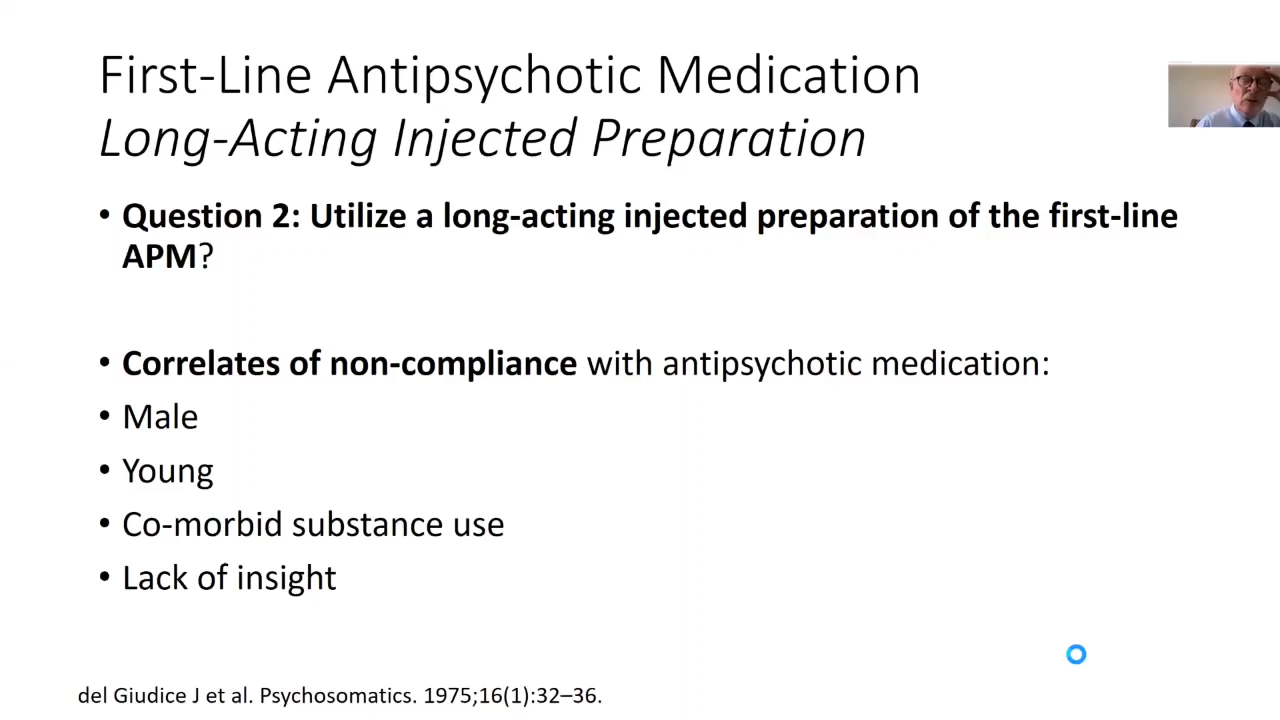 First-Line Antipsychotic Medication
Long-Acting Injected Preparation
• Question 2: Utilize a long-acting injected preparation of the first-line
APM?
• Correlates of non-compliance with antipsychotic medication:
• Male
• Young
• Co-morbid substance use
• Lack of insight
del Giudice J et al. Psychosomatics. 1975;16(1):32–36.